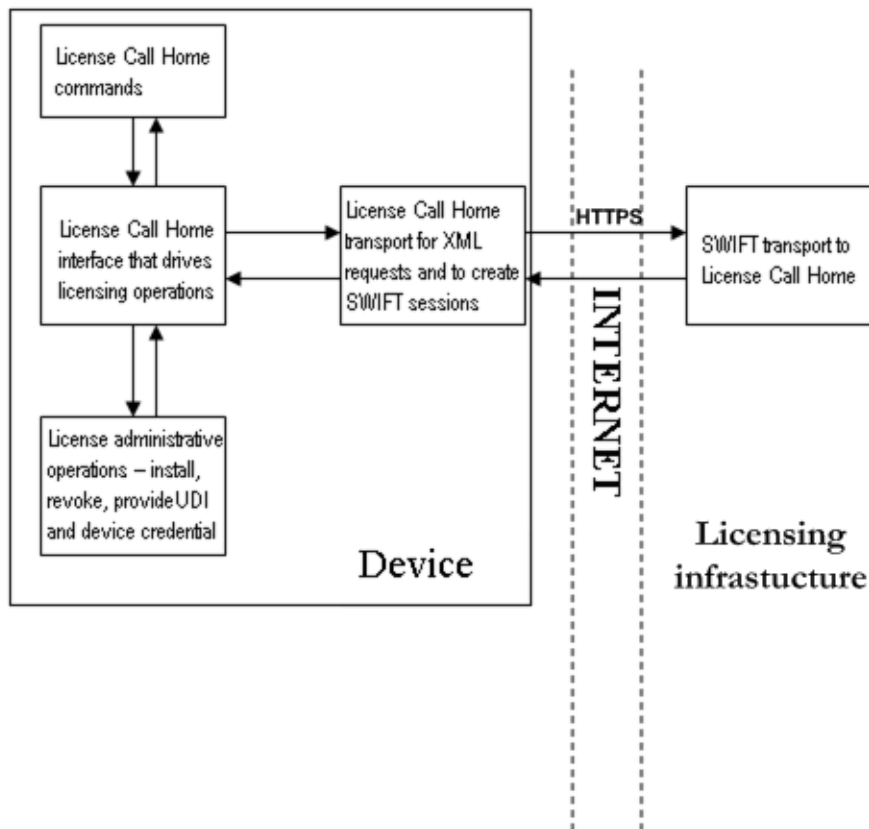 License Call Home
commands
License Call Home
interface that drives
licensing operations
License Call Home
transport for XML
requests and to create
SWIFT sessions
HTTPS
SWIFT transport to
License Call Home
INTERNET
License administrative
operations – install,
revoke, provide UDI
and device credential
Device
Licensing
infrastucture